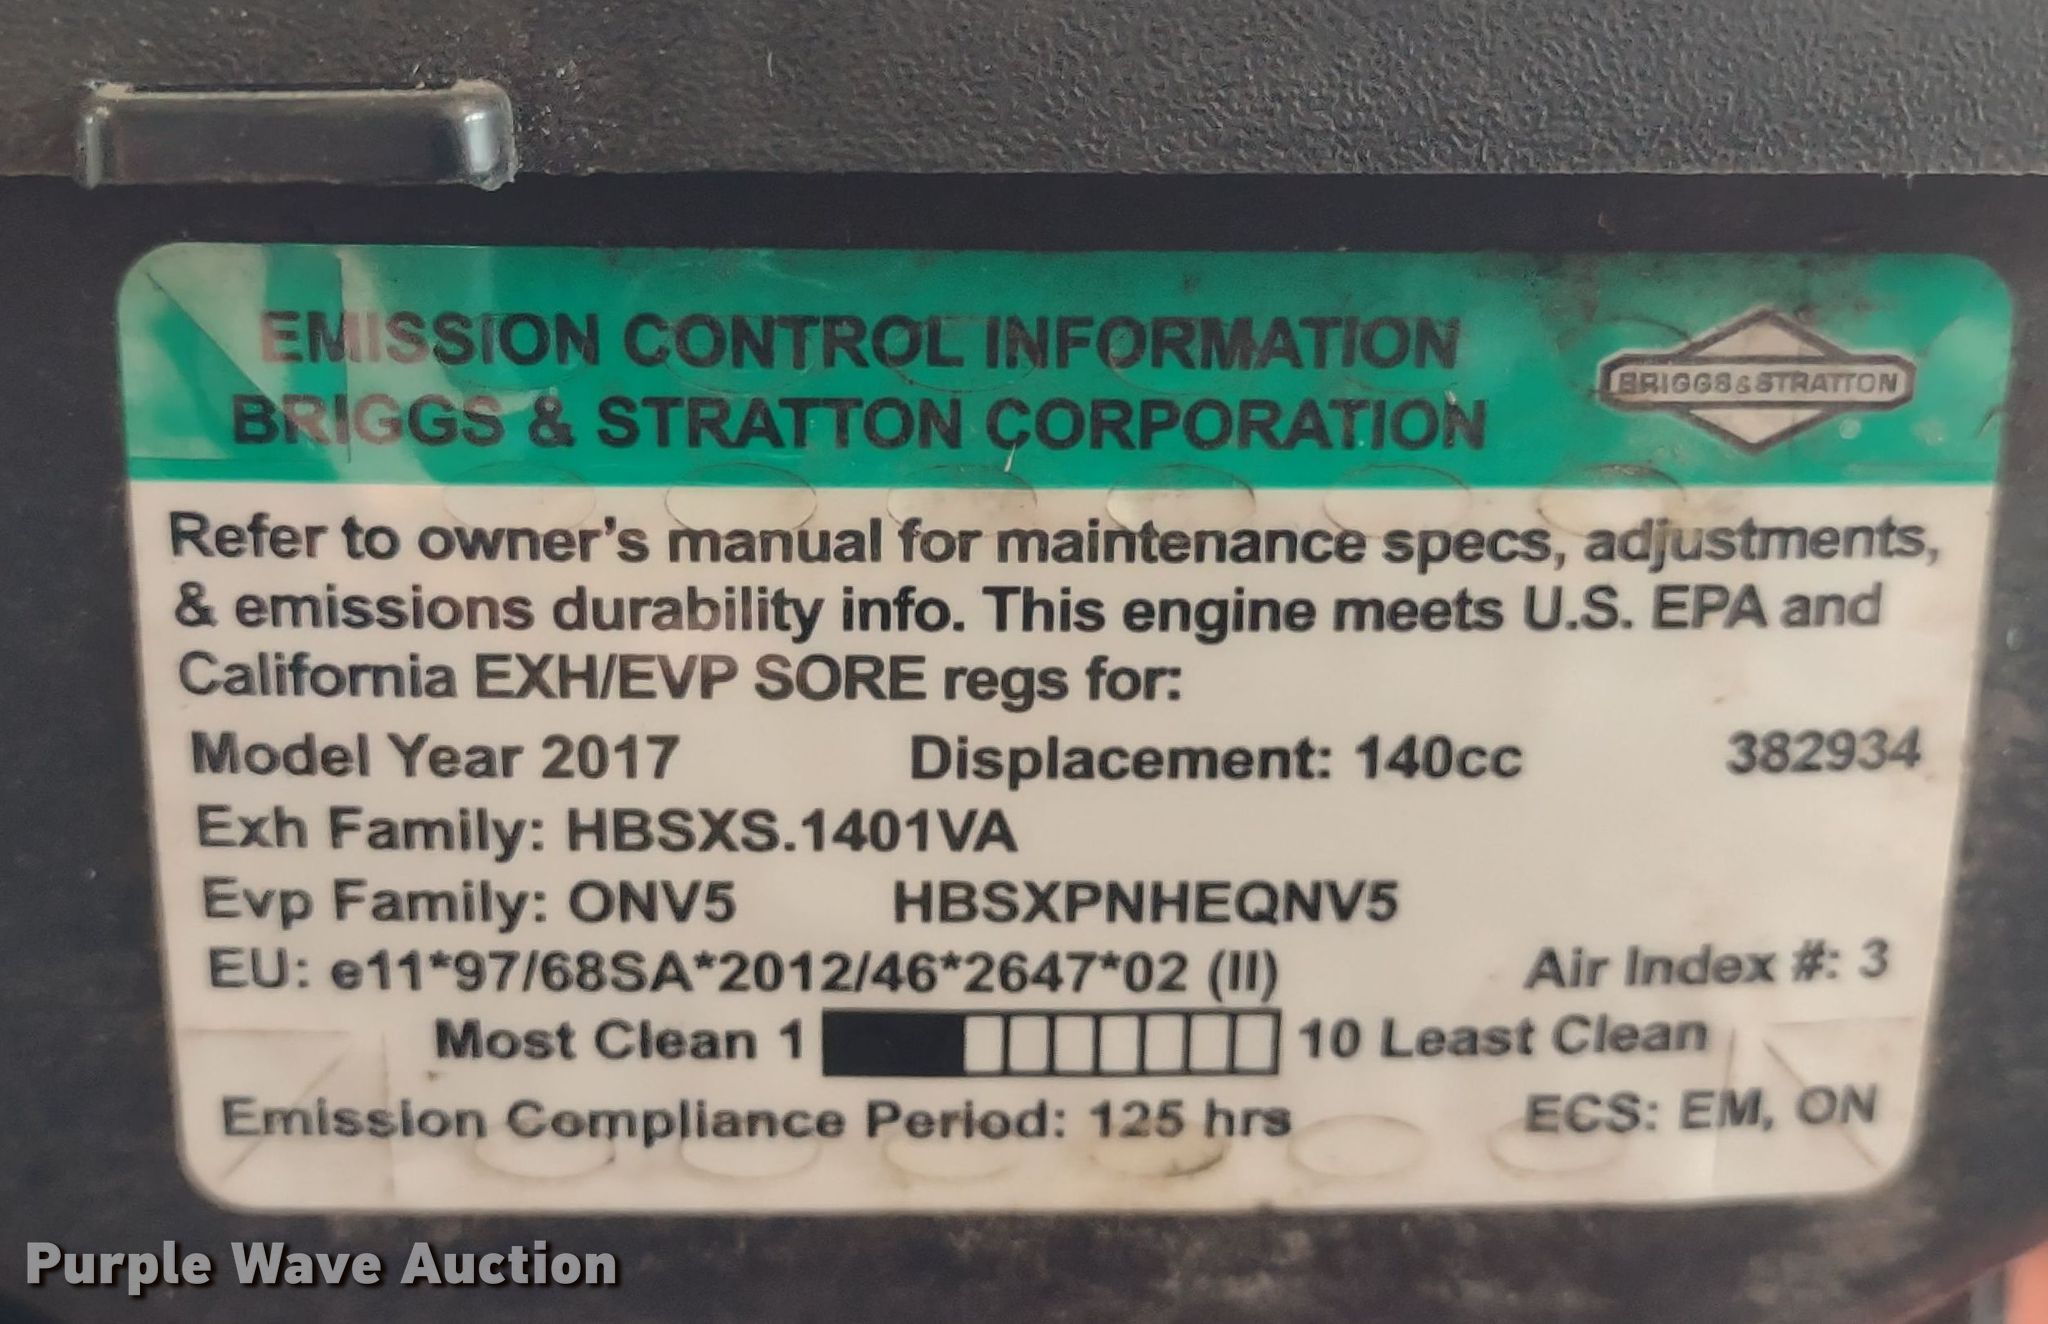 EMISSION CONTROL INFORMATION
BRIGGS & STRATTON CORPORATION
BRIGGS&STRATTON
Refer to owner's manual for maintenance specs, adjustments,
& emissions durability info. This engine meets U.S. EPA and
California EXH/EVP SORE regs for:
Model Year 2017 Displacement: 140cc 382934
Exh Family: HBSXS.1401VA
Evp Family: ONV5 HBSXPNHEQNV5
EU: e11*97/68SA*2012/46*2647*02 (II) Air Index #: 3
Most Clean 1 10 Least Clean
Emission Compliance Period: 125 hrs ECS: EM, ON
Purple Wave Auction